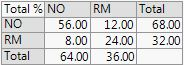 Total % NO RM Total
NO 56.00 12.00 68.00
RM 8.00 24.00 32.00
Total 64.00 36.00